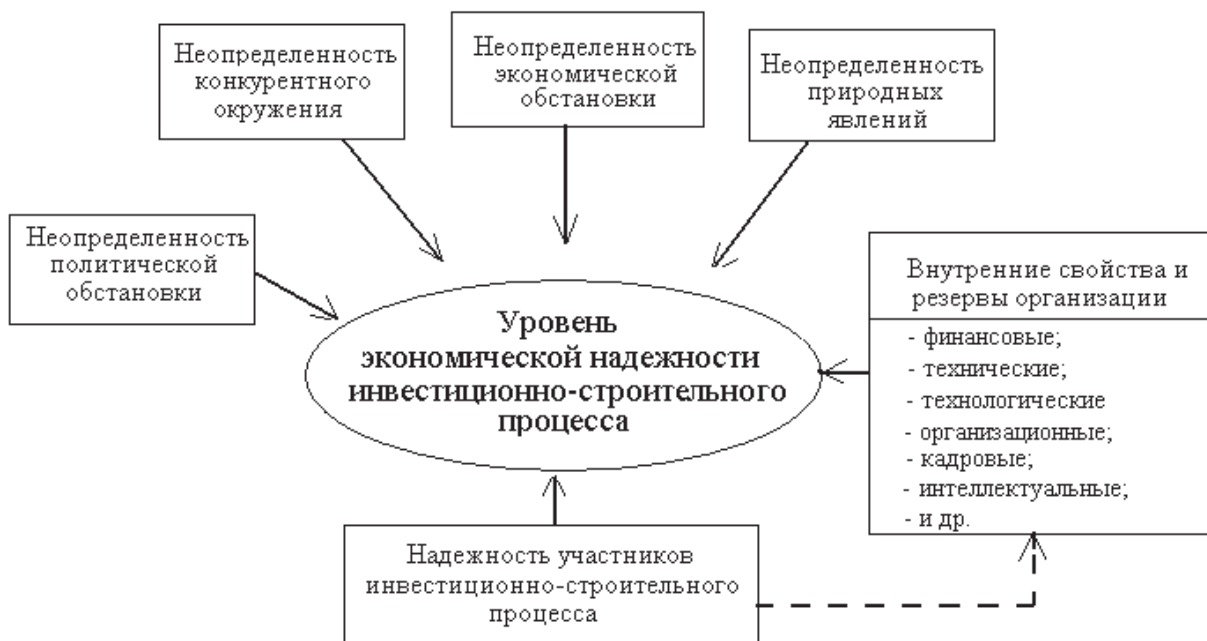 Неопределенность
конкурентного
окружения
Неопределенность
экономической
обстановки
Неопределенность
природных
явлений
Неопределенность
политической
обстановки
Уровень
экономической надежности
инвестиционно-строительного
процесса
Внутренние свойства и
резервы организации
- финансовые;
- технические;
- технологические
- организационные;
- кадровые;
- интеллектуальные;
- и др.
Надежность участников
инвестиционно-строительного
процесса